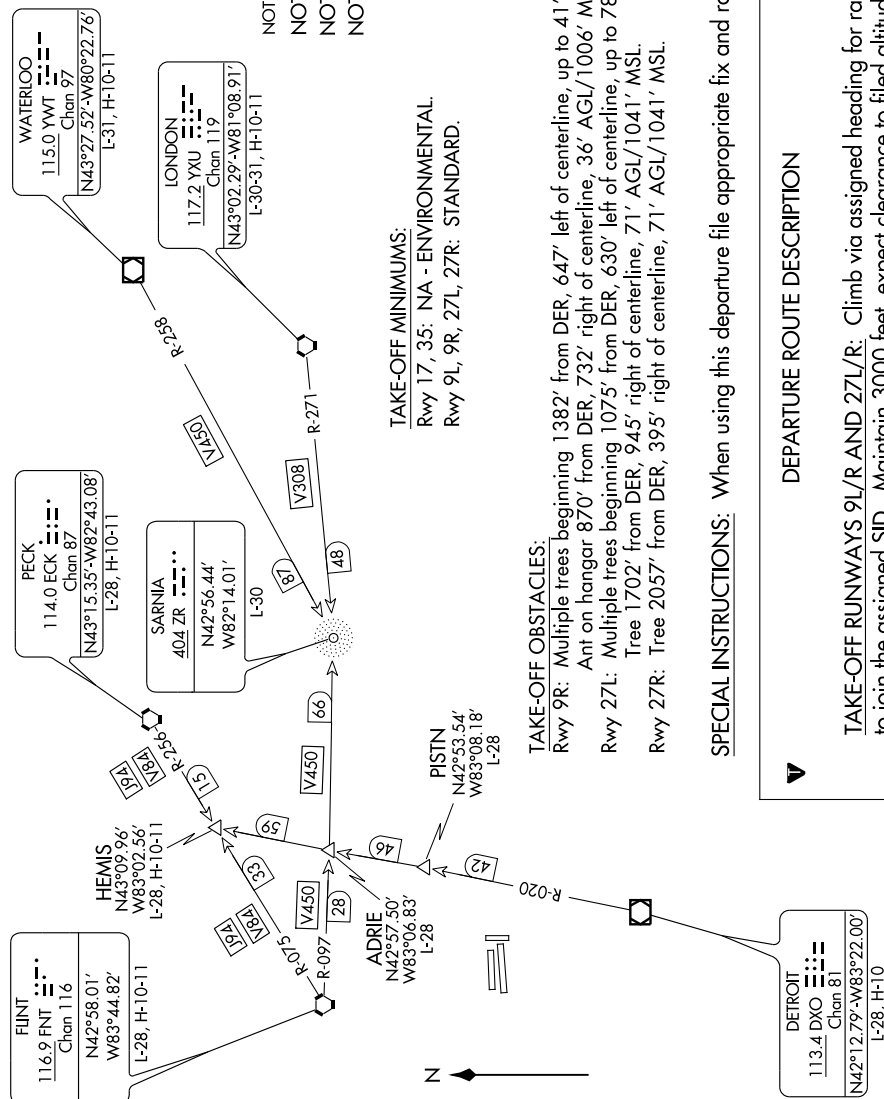 FLINT
116.9 FNT
Chan 116
N42°58.01'
W83°44.82'
L-28, H-10-11
PECK
114.0 ECK
Chan 87
N43°15.35'-W82°43.08'
L-28, H-10-11
WATERLOO
115.0 YWT
Chan 97
N43°27.52'-W80°22.76'
L-31, H-10-11
LONDON
117.2 YXU
Chan 119
N43°02.29'-W81°08.91'
L-30-31, H-10-11
SARNIA
404 ZR
N42°56.44'
W82°14.01'
L-30
HEMIS
N43°09.96'
W83°02.56'
L-28, H-10-11
J94
V84
R-256
15
J94
V84
R-075
33
59
V450
R-097
28
V450
66
R-258
V450
87
R-271
V308
48
ADRIE
N42°57.50'
W83°06.83'
L-28
46
PISTN
N42°53.54'
W83°08.18'
L-28
42
R-020
N
DETROIT
113.4 DXO
Chan 81
N42°12.79'-W83°22.00'
L-28, H-10
NOT
NOT
NOT
NOT
TAKE-OFF MINIMUMS:
Rwy 17, 35: NA - ENVIRONMENTAL.
Rwy 9L, 9R, 27L, 27R: STANDARD.
TAKE-OFF OBSTACLES:
Rwy 9R: Multiple trees beginning 1382' from DER, 647' left of centerline, up to 41'
Ant on hangar 870' from DER, 732' right of centerline, 36' AGL/1006' M
Rwy 27L: Multiple trees beginning 1075' from DER, 630' left of centerline, up to 78
Tree 1702' from DER, 945' right of centerline, 71' AGL/1041' MSL.
Rwy 27R: Tree 2057' from DER, 395' right of centerline, 71' AGL/1041' MSL.
SPECIAL INSTRUCTIONS: When using this departure file appropriate fix and ro
T
DEPARTURE ROUTE DESCRIPTION
TAKE-OFF RUNWAYS 9L/R AND 27L/R: Climb via assigned heading for ra
to join the assigned SID. Maintain 3000 feet, expect clearance to filed altitud